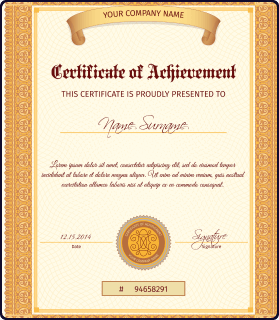 YOUR COMPANY NAME
Certificate of Achievement
THIS CERTIFICATE IS PROUDLY PRESENTED TO
Name Surname
Lorem ipsum dolor sit amet, consectetur adipiscing elit, sed do eiusmod tempor
incididunt ut labore et dolore magna aliqua. Ut enim ad minim veniam, quis nostrud
exercitation ullamco laboris nisi ut aliquip ex ea commodo consequat.
12.15.2014
Signature
Date
Signature
# 94658291